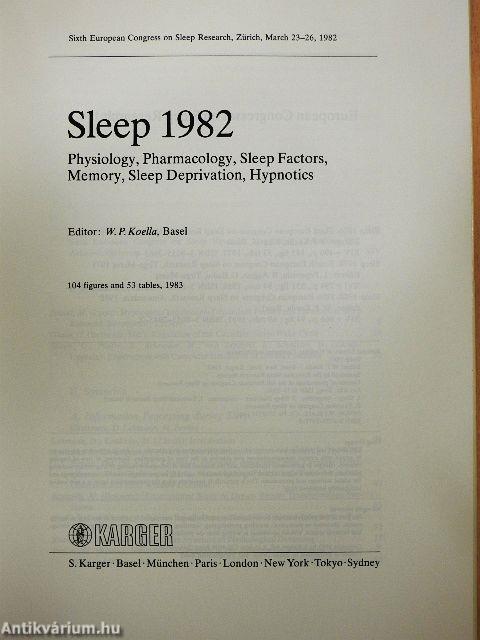 Sixth European Congress on Sleep Research, Zürich, March 23–26, 1982
Sleep 1982
Physiology, Pharmacology, Sleep Factors,
Memory, Sleep Deprivation, Hypnotics
Editor: W. P. Koella, Basel
104 figures and 53 tables, 1983
KARGER
S. Karger · Basel · München · Paris · London · New York · Tokyo · Sydney
Antikvárium.hu